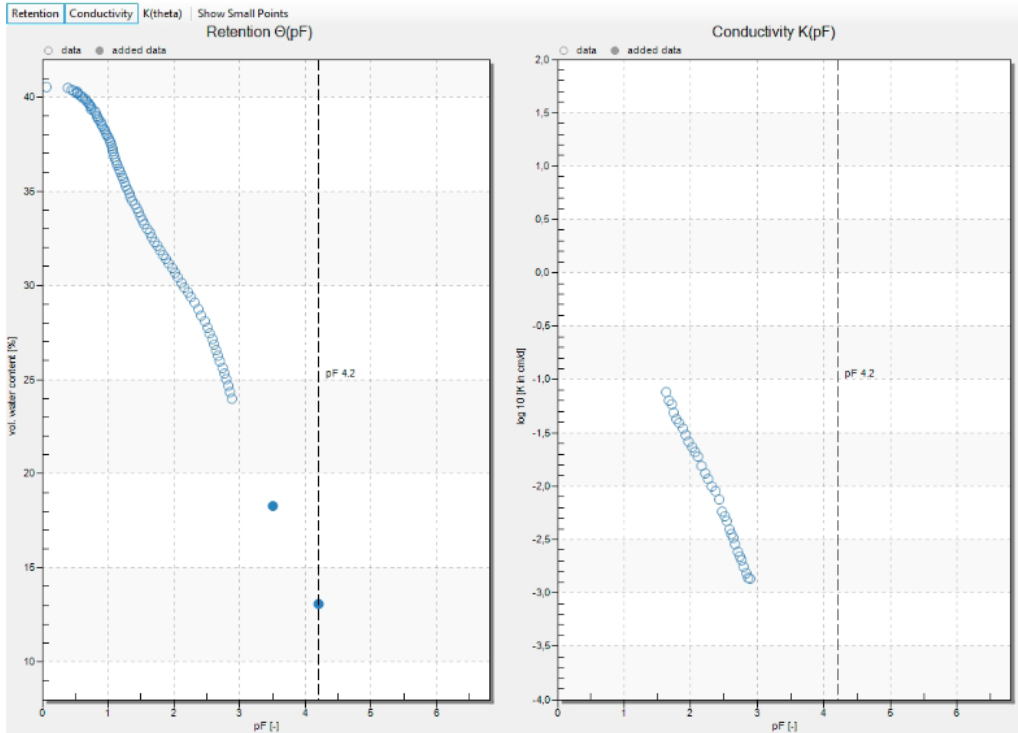 Retention Conductivity K(theta) Show Small Points
Retention Θ(pF)
data added data
vol. water content [%]
40
35
30
25
20
15
10
pF 4.2
0 1 2 3 4 5 6
pF [-]
Conductivity K(pF)
data added data
log 10 [K in cm/d]
2,0
1,5
1,0
0,5
0,0
-0,5
-1,0
-1,5
-2,0
-2,5
-3,0
-3,5
-4,0
pF 4.2
0 1 2 3 4 5 6
pF [-]